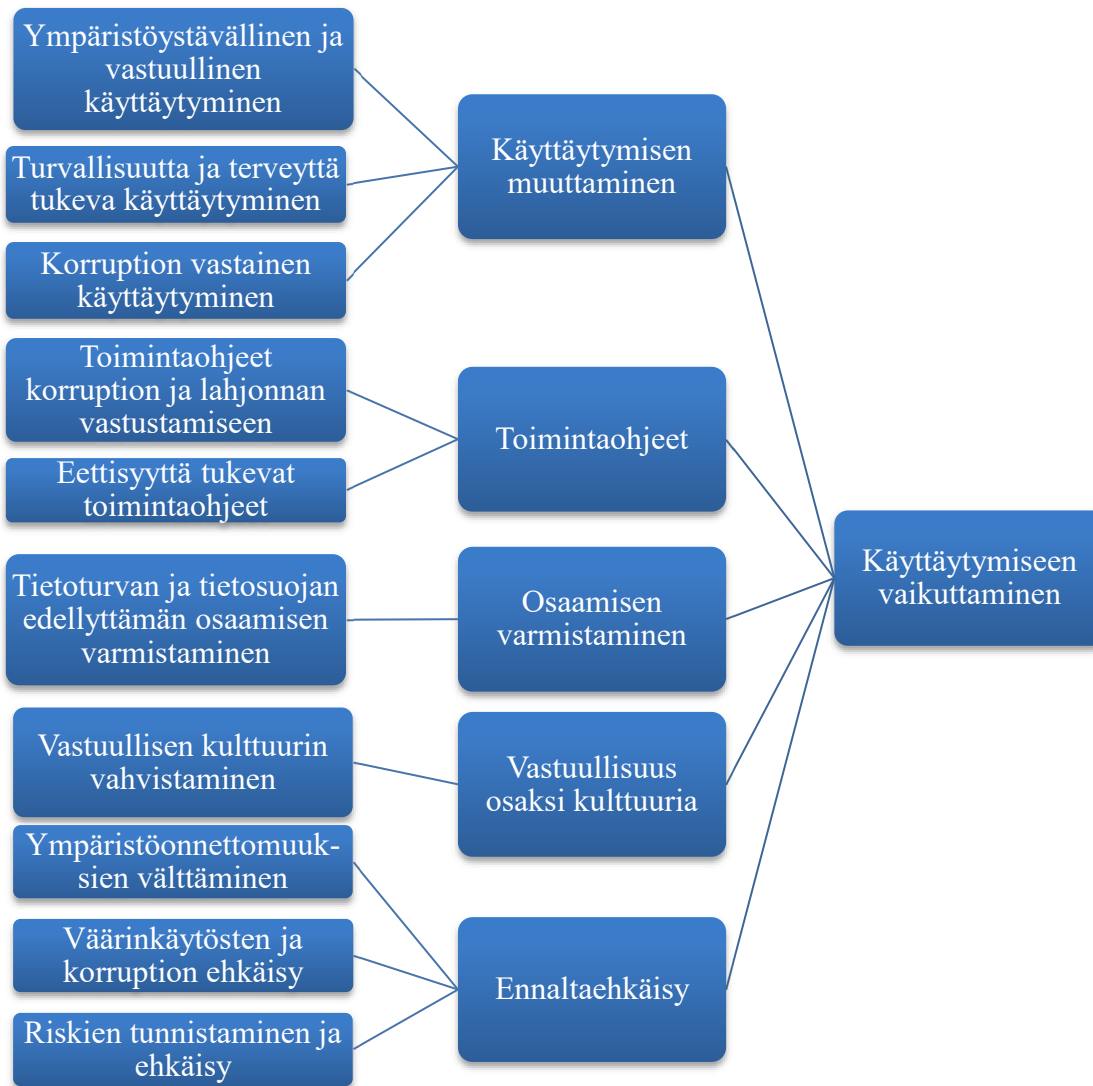 Ympäristöystävällinen ja
vastuullinen
käyttäytyminen
Turvallisuutta ja terveyttä
tukeva käyttäytyminen
Korruption vastainen
käyttäytyminen
Käyttäytymisen
muuttaminen
Toimintaohjeet
korruption ja lahjonnan
vastustamiseen
Eettisyyttä tukevat
toimintaohjeet
Toimintaohjeet
Tietoturvan ja tietosuojan
edellyttämän osaamisen
varmistaminen
Osaamisen
varmistaminen
Vastuullisen kulttuurin
vahvistaminen
Vastuullisuus
osaksi kulttuuria
Ympäristöonnettomuuk-
sien välttäminen
Väärinkäytösten ja
korruption ehkäisy
Riskien tunnistaminen ja
ehkäisy
Ennaltaehkäisy
Käyttäytymiseen
vaikuttaminen